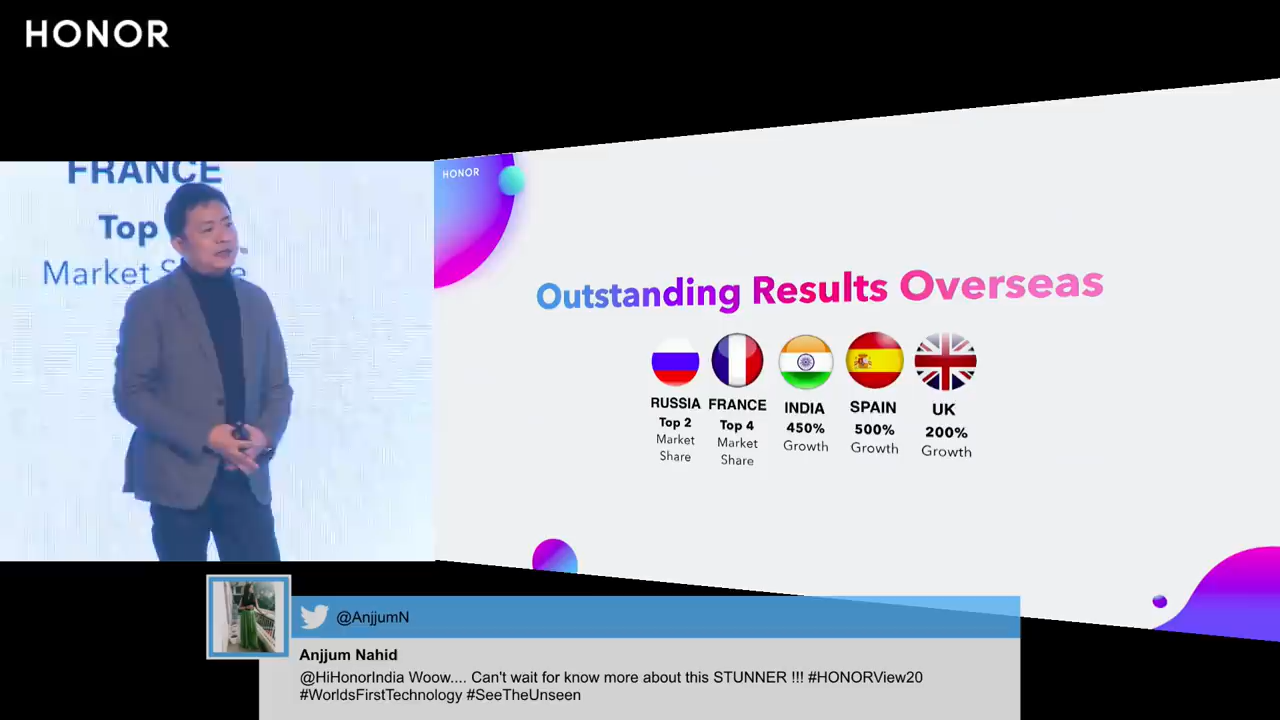 HONOR
FRANCE
Top
Market Share
HONOR
Outstanding Results Overseas
RUSSIA
Top 2
Market
Share
FRANCE
Top 4
Market
Share
INDIA
450%
Growth
SPAIN
500%
Growth
UK
200%
Growth
@AnjjumN
Anjjum Nahid
@HiHonorIndia Woow.... Can't wait for know more about this STUNNER !!! #HONORView20
#WorldsFirstTechnology #SeeTheUnseen